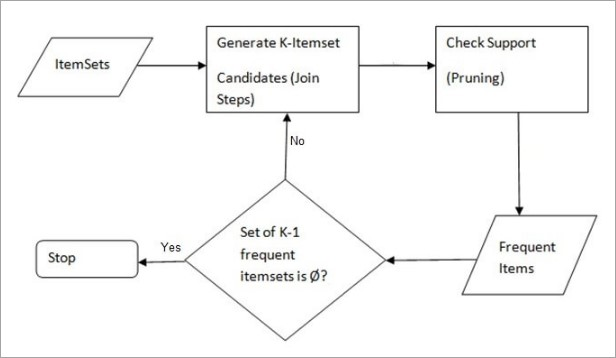 ItemSets
Generate K-Itemset
Candidates (Join
Steps)
Check Support
(Pruning)
No
Set of K-1
frequent
itemsets is Ø?
Yes
Stop
Frequent
Items